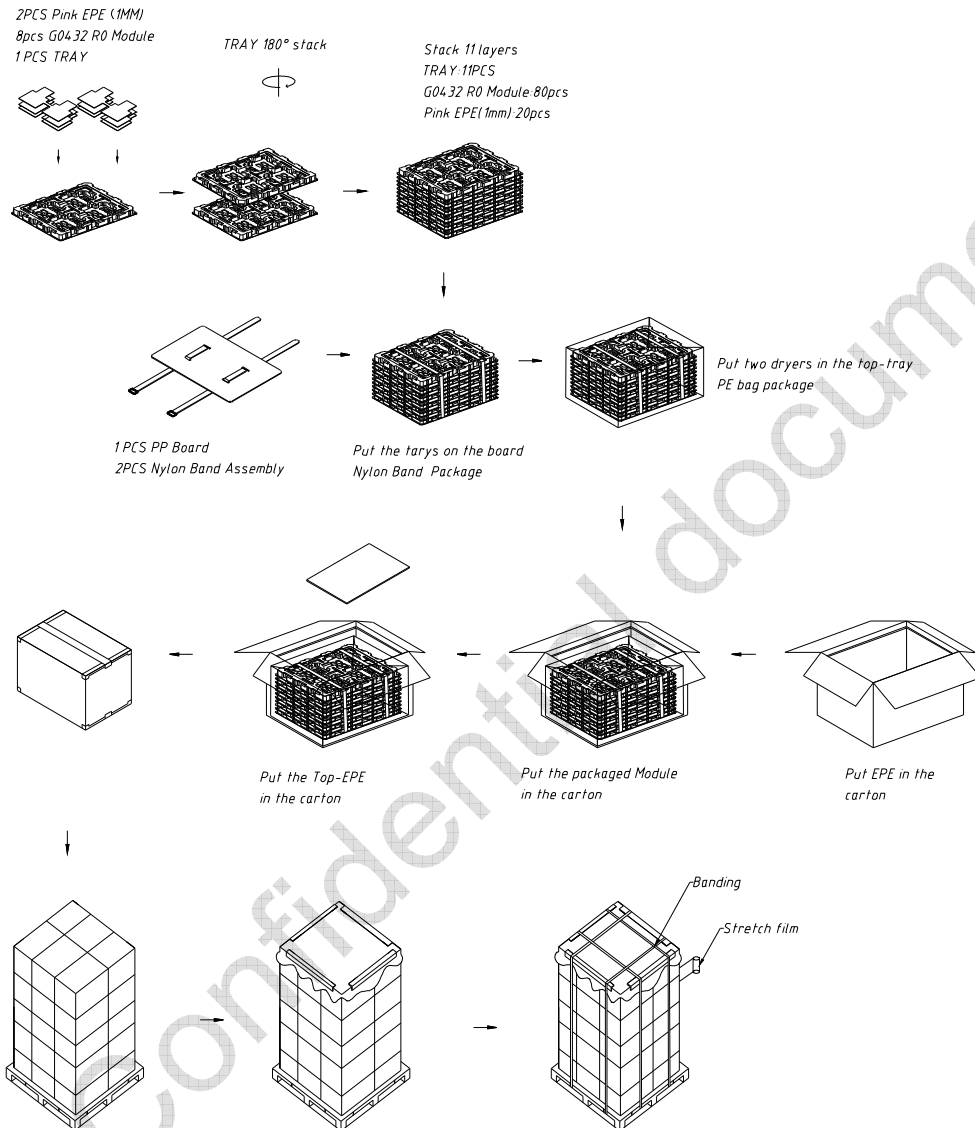 2PCS Pink EPE (1MM)
8pcs G0432 R0 Module
1 PCS TRAY
TRAY 180° stack
Stack 11 layers
TRAY:11PCS
G0432 R0 Module:80pcs
Pink EPE(1mm):20pcs
1 PCS PP Board
2PCS Nylon Band Assembly
Put the tarys on the board
Nylon Band Package
Put two dryers in the top-tray
PE bag package
Put the Top-EPE
in the carton
Put the packaged Module
in the carton
Put EPE in the
carton
Banding
Stretch film
Confidential docume